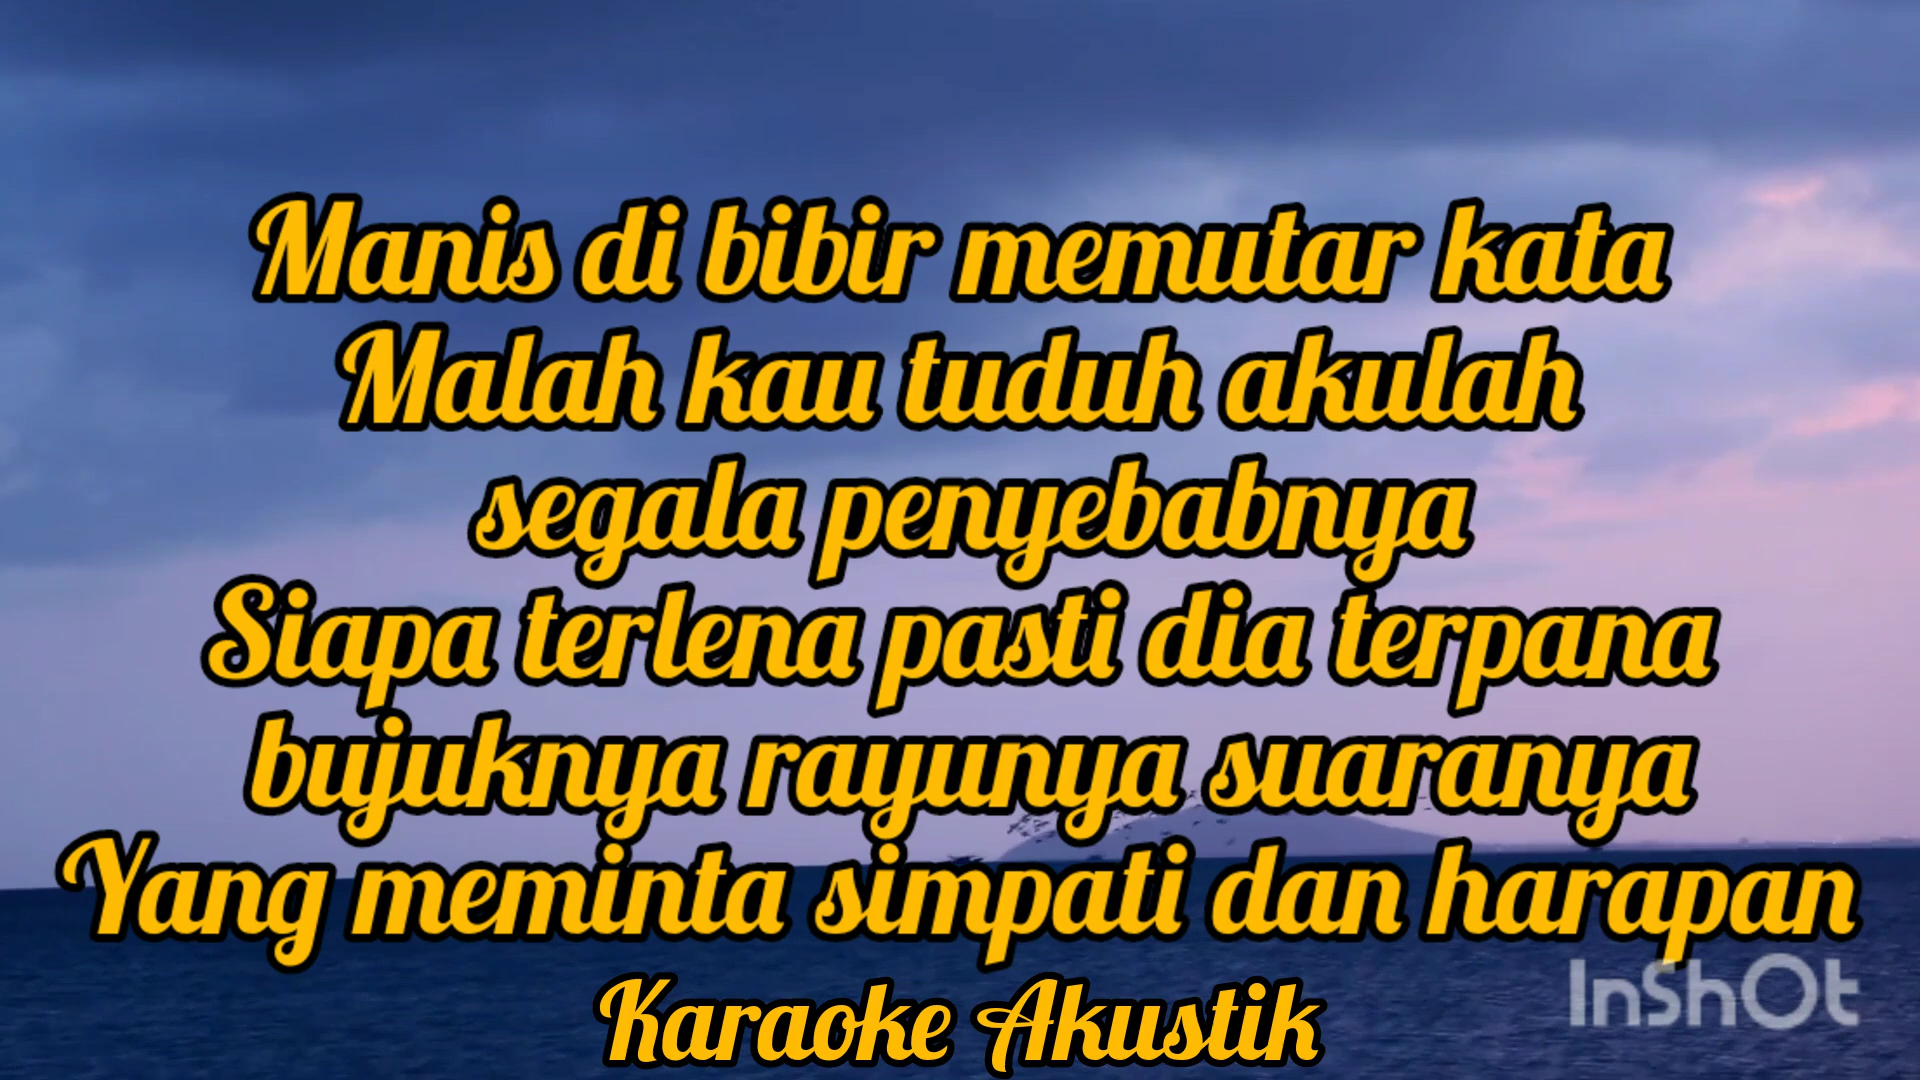 Manis di bibir memutar kata
Malah kau tuduh akulah
segala penyebabnya
Siapa terlena pasti dia terpana
bujuknya rayunya suaranya
Yang meminta simpati dan harapan
Karaoke Akustik
InShOt